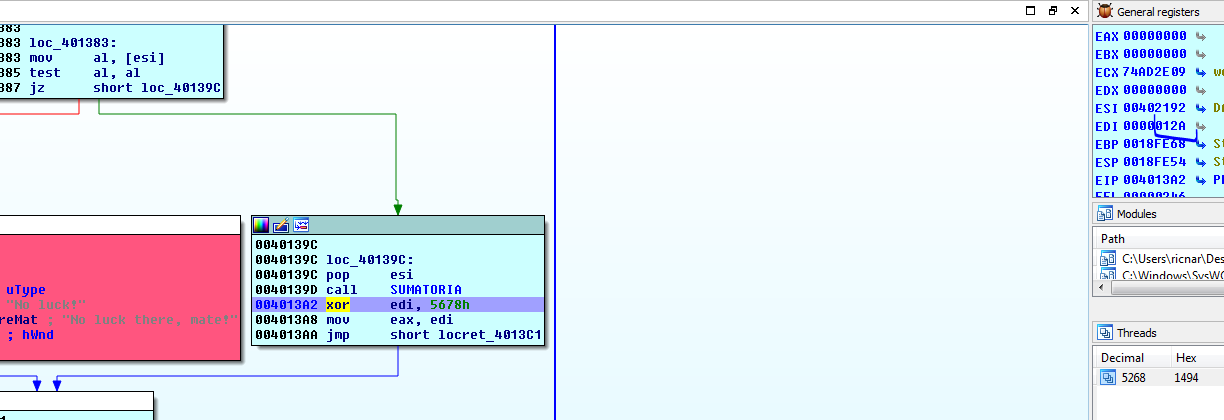 383
383 loc_401383:
383 mov al, [esi]
385 test al, al
387 jz short loc_40139C
uType
"No luck!"
reMat ; "No luck there, mate!"
; hWnd
0040139C
0040139C loc_40139C:
0040139C pop esi
0040139D call SUMATORIA
004013A2 xor edi, 5678h
004013A8 mov eax, edi
004013AA jmp short locret_4013C1
General registers
EAX 00000000
EBX 00000000
ECX 74AD2E09
EDX 00000000
ESI 00402192
EDI 0000012A
EBP 0018FE68
ESP 0018FE54
EIP 004013A2
EFL 00000246
Modules
Path
C:\Users\ricnar\Des
C:\Windows\SysWO
Threads
Decimal Hex
5268 1494